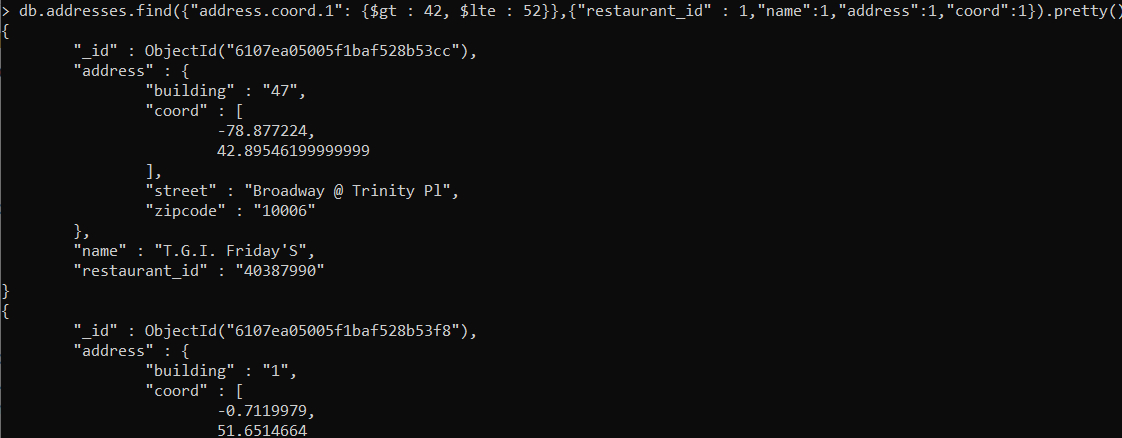 > db.addresses.find({"address.coord.1": {$gt : 42, $lte : 52}},{"restaurant_id" : 1,"name":1,"address":1,"coord":1}).pretty()
{
        "_id" : ObjectId("6107ea05005f1baf528b53cc"),
        "address" : {
                "building" : "47",
                "coord" : [
                        -78.877224,
                        42.89546199999999
                ],
                "street" : "Broadway @ Trinity Pl",
                "zipcode" : "10006"
        },
        "name" : "T.G.I. Friday'S",
        "restaurant_id" : "40387990"
}
{
        "_id" : ObjectId("6107ea05005f1baf528b53f8"),
        "address" : {
                "building" : "1",
                "coord" : [
                        -0.7119979,
                        51.6514664